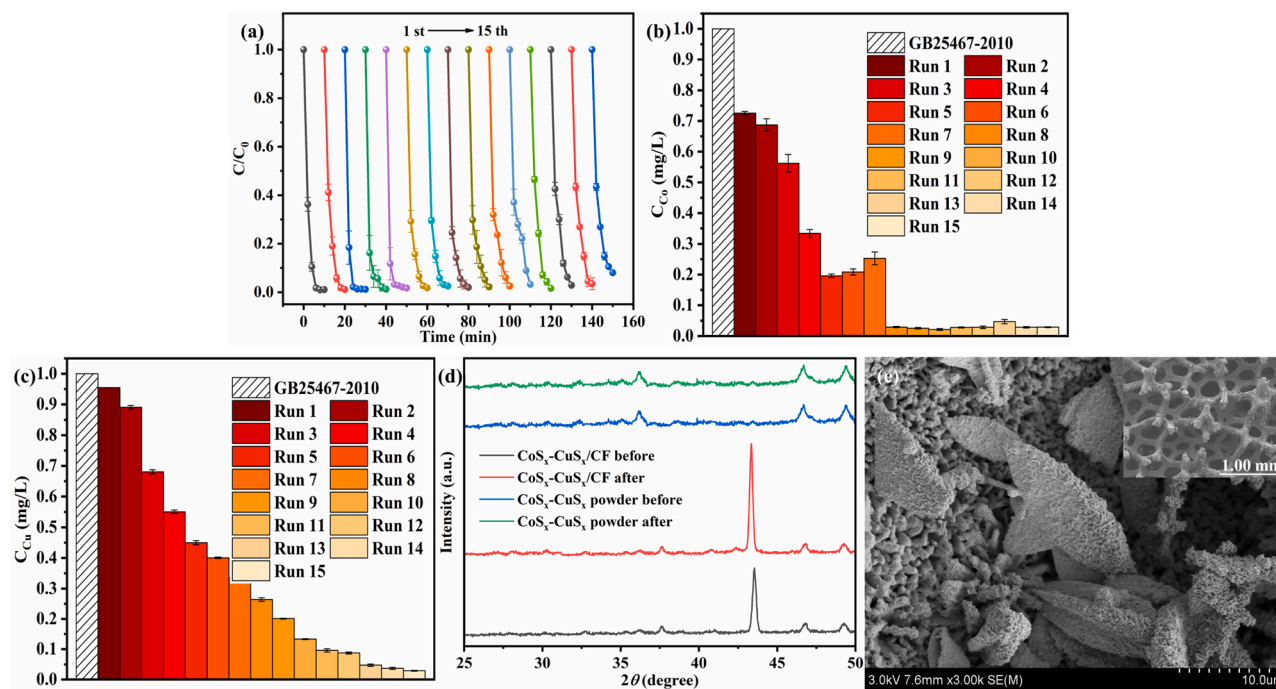 (a)
1 st 15 th
C/C0
1.0
0.8
0.6
0.4
0.2
0.0
0 20 40 60 80 100 120 140 160
Time (min)
(b)
CCo (mg/L)
1.0
0.9
0.8
0.7
0.6
0.5
0.4
0.3
0.2
0.1
0.0
GB25467-2010
Run 1 Run 2
Run 3 Run 4
Run 5 Run 6
Run 7 Run 8
Run 9 Run 10
Run 11 Run 12
Run 13 Run 14
Run 15
(c)
CCu (mg/L)
1.0
0.9
0.8
0.7
0.6
0.5
0.4
0.3
0.2
0.1
0.0
GB25467-2010
Run 1 Run 2
Run 3 Run 4
Run 5 Run 6
Run 7 Run 8
Run 9 Run 10
Run 11 Run 12
Run 13 Run 14
Run 15
(d)
Intensity (a.u.)
CoSx-CuSx/CF before
CoSx-CuSx/CF after
CoSx-CuSx powder before
CoSx-CuSx powder after
25 30 35 40 45 50
2θ (degree)
(e)
1.00 mm
3.0kV 7.6mm x3.00k SE(M)
10.0um